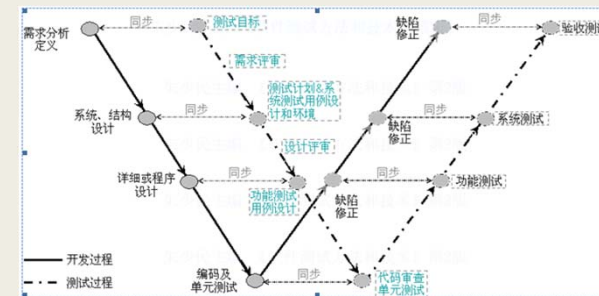 同步
测试目标
缺陷
修正
同步
需求分析
定义
验收测
需求评审
测试计划&系
统测试用例设
计和环境
系统、结构
设计
同步
缺陷
修正
同步
系统测试
设计评审
详细或程序
设计
同步
功能测试
用例设计
缺陷
修正
同步
功能测试
开发过程
测试过程
编码及
单元测试
同步
代码审查
单元测试